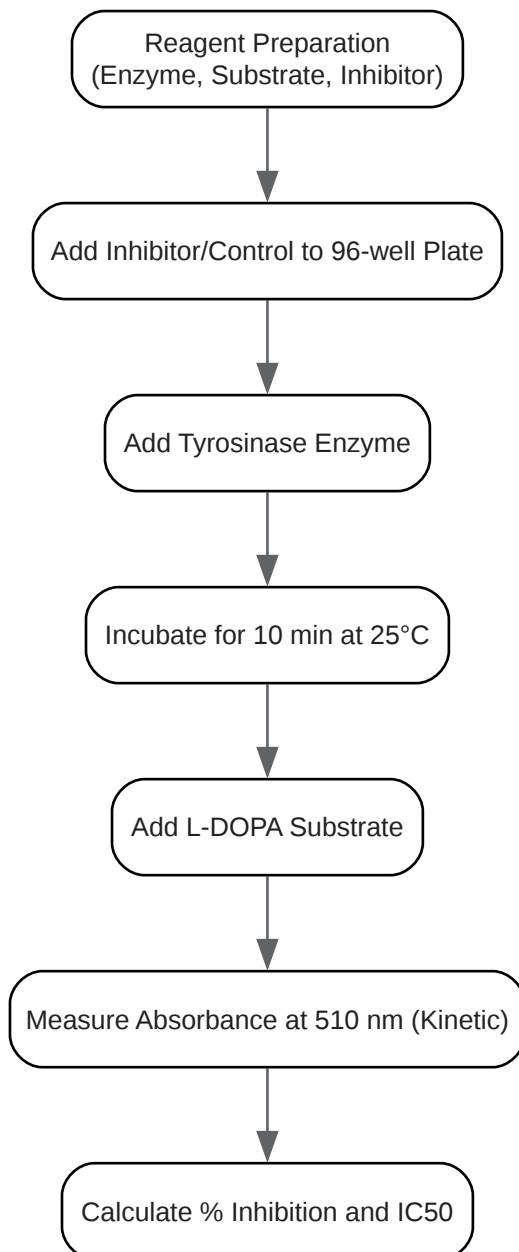 Reagent Preparation
(Enzyme, Substrate, Inhibitor)
Add Inhibitor/Control to 96-well Plate
Add Tyrosinase Enzyme
Incubate for 10 min at 25°C
Add L-DOPA Substrate
Measure Absorbance at 510 nm (Kinetic)
Calculate % Inhibition and IC50